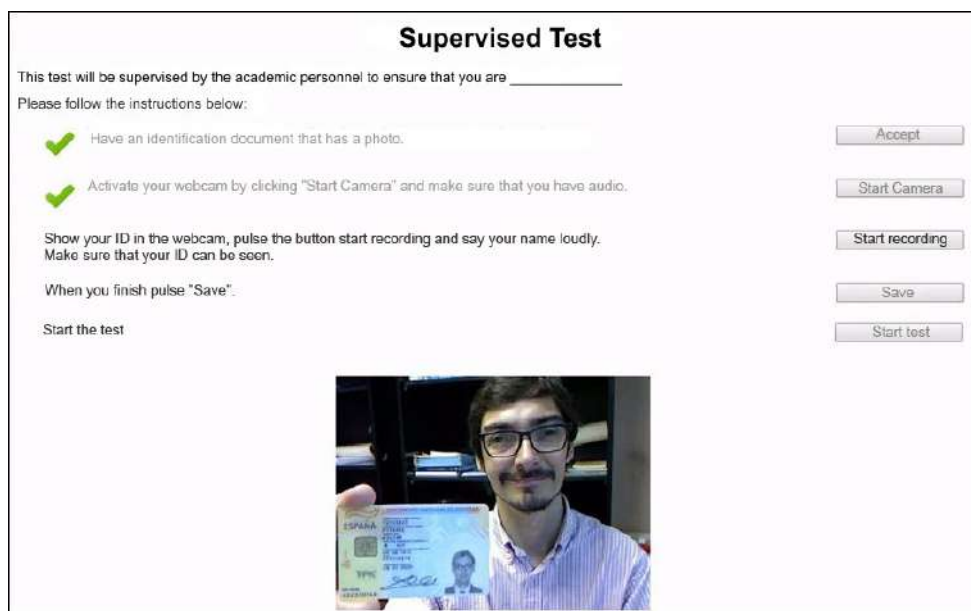 Supervised Test
This test will be supervised by the academic personnel to ensure that you are ______________
Please follow the instructions below:
Have an identification document that has a photo.
Accept
Activate your webcam by clicking "Start Camera" and make sure that you have audio.
Start Camera
Show your ID in the webcam, pulse the button start recording and say your name loudly.
Start recording
Make sure that your ID can be seen.
When you finish pulse "Save".
Save
Start the test
Start test
ESPAÑA